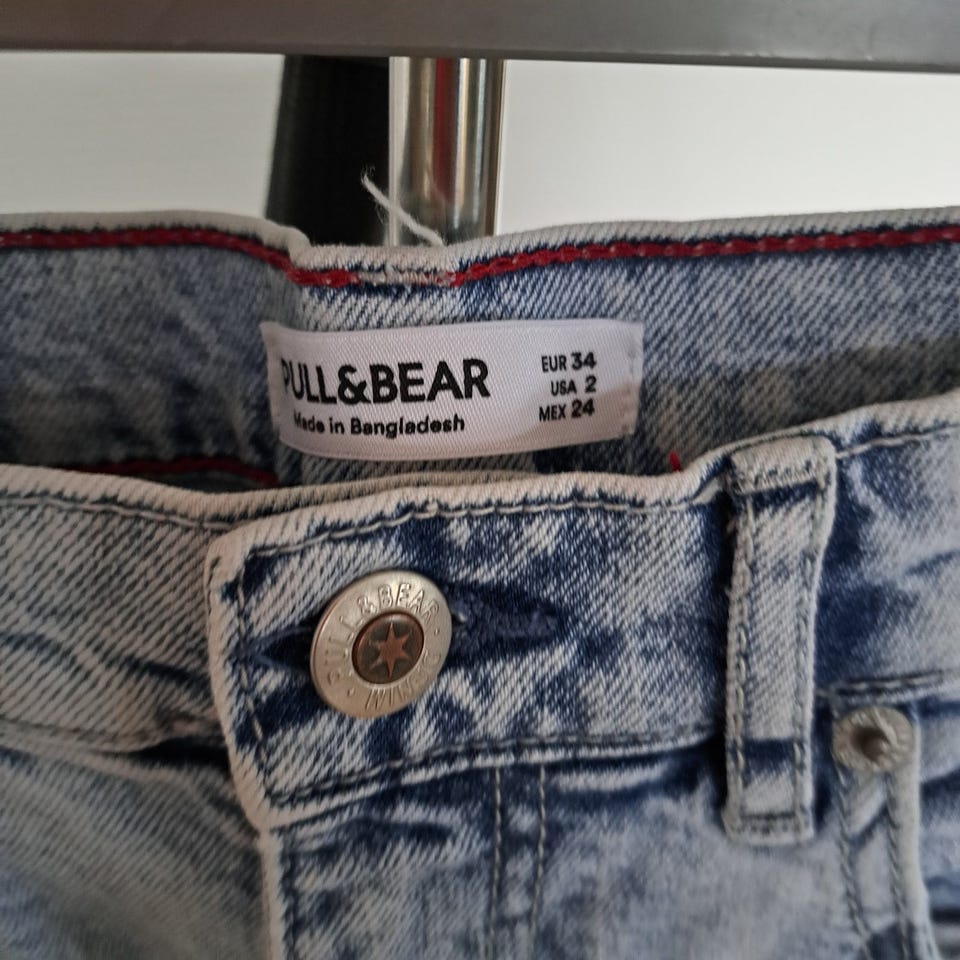 PULL&BEAR
Made in Bangladesh
EUR 34
USA 2
MEX 24
PULL&BEAR